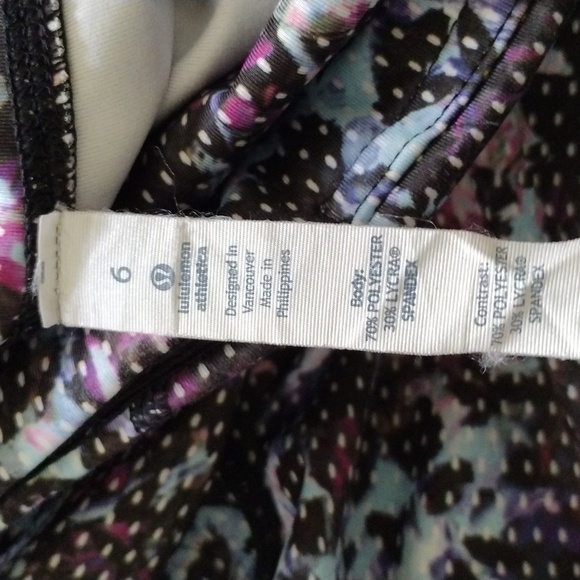 6
lululemon
athletica
Designed in
Vancouver
Made in
Philippines
Body:
70% POLYESTER
30% LYCRA®
SPANDEX
Contrast:
70% POLYESTER
30% LYCRA®
SPANDEX